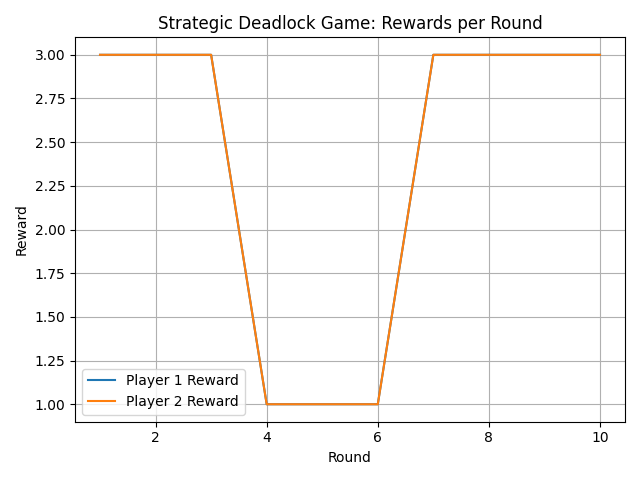 Strategic Deadlock Game: Rewards per Round
3.00
2.75
2.50
2.25
2.00
1.75
1.50
1.25
1.00
Reward
Player 1 Reward
Player 2 Reward
2 4 6 8 10
Round